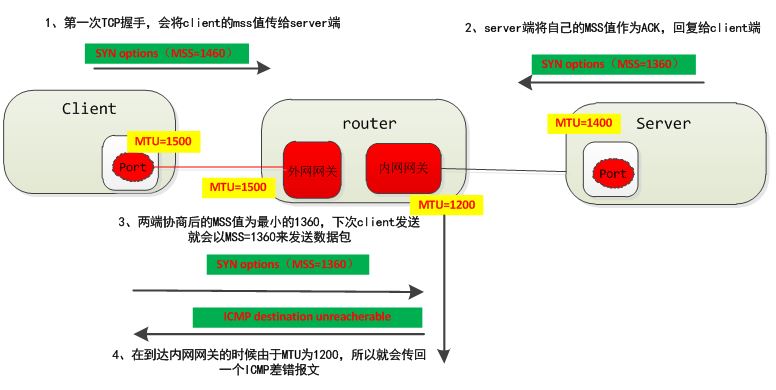 1、第一次TCP握手，会将client的mss值传给server端
2、server端将自己的MSS值作为ACK，回复给client端
SYN options（MSS=1460）
SYN options（MSS=1360）
Client
router
Server
MTU=1500
MTU=1400
Port
外网网关
内网网关
Port
MTU=1500
MTU=1200
3、两端协商后的MSS值为最小的1360，下次client发送
就会以MSS=1360来发送数据包
SYN options（MSS=1360）
ICMP destination unreacherable
4、在到达内网网关的时候由于MTU为1200，所以就会传回
一个ICMP差错报文